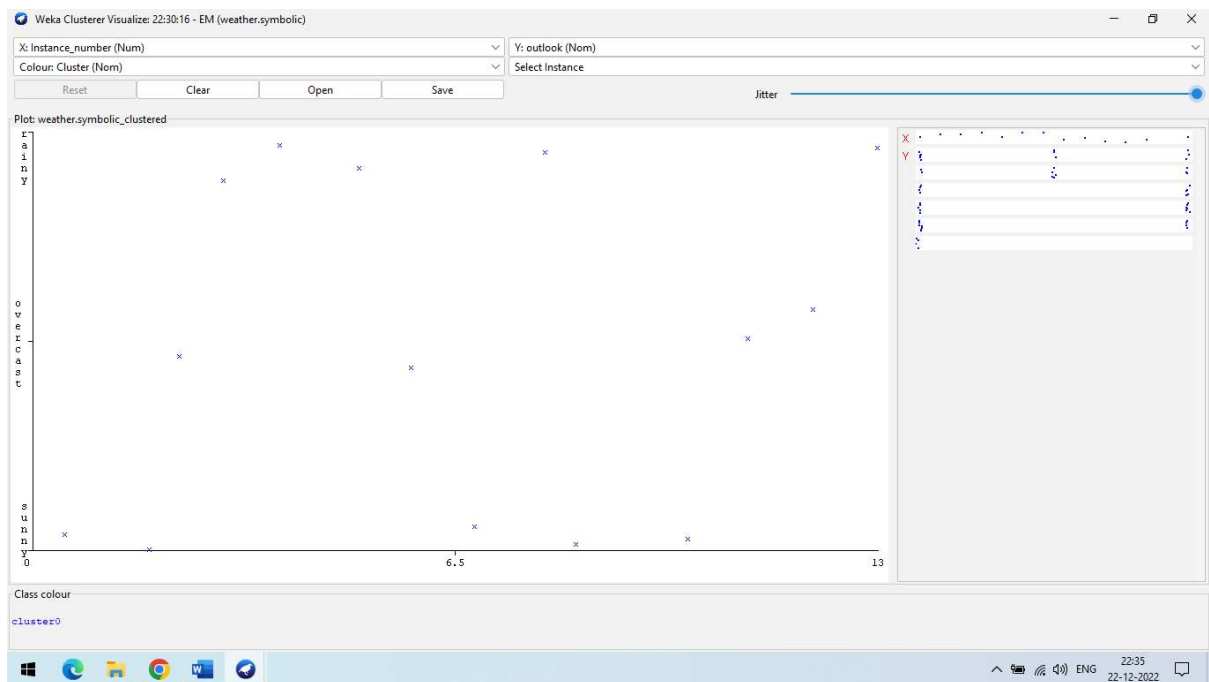 Weka Clusterer Visualize: 22:30:16 - EM (weather.symbolic)
X: Instance_number (Num)
Y: outlook (Nom)
Colour: Cluster (Nom)
Select Instance
Reset Clear Open Save
Jitter
Plot: weather.symbolic_clustered
rainy
overcast
sunny
0 6.5 13
X
Y
Class colour
cluster0
ENG
22:35
22-12-2022